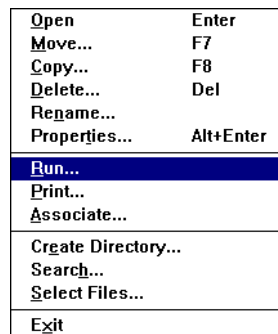 Open Enter
Move... F7
Copy... F8
Delete... Del
Rename...
Properties... Alt+Enter
Run...
Print...
Associate...
Create Directory...
Search...
Select Files...
Exit